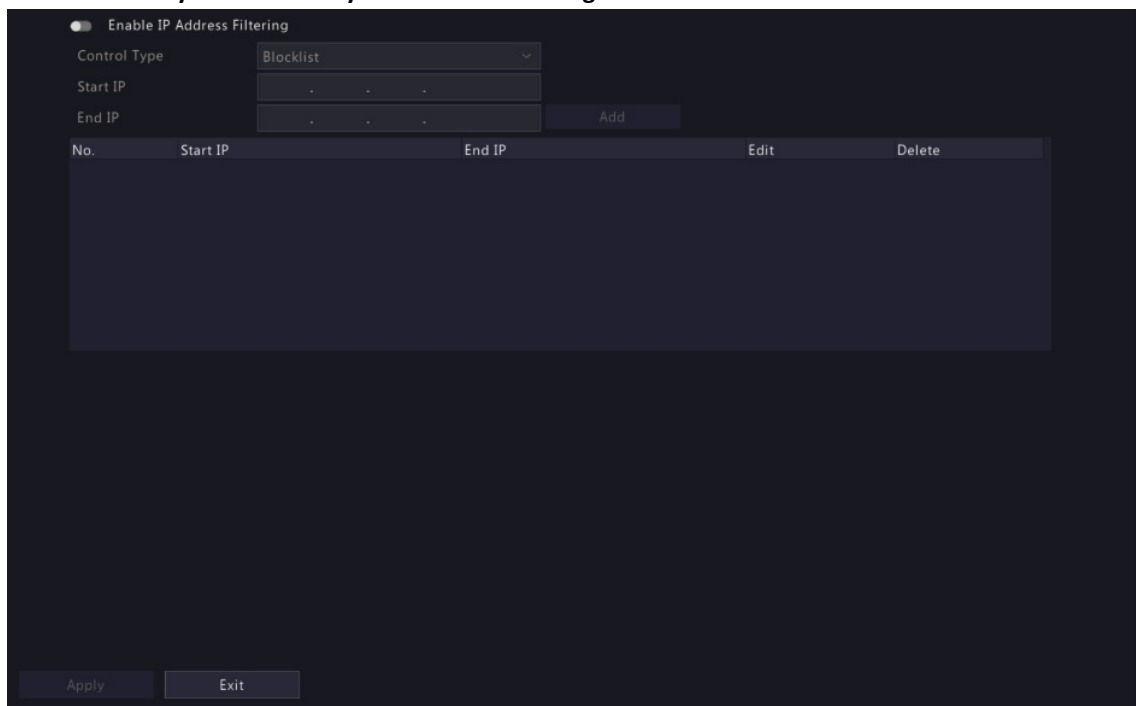 Enable IP Address Filtering
Control Type Blocklist
Start IP . . .
End IP . . . Add
No. Start IP End IP Edit Delete
Apply Exit